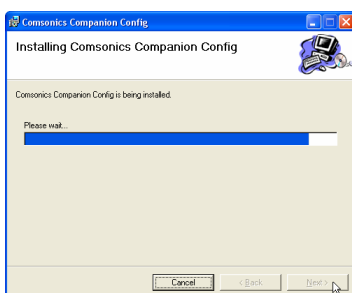 Comsonics Companion Config
Installing Comsonics Companion Config
Comsonics Companion Config is being installed.
Please wait...
Cancel
< Back
Next >